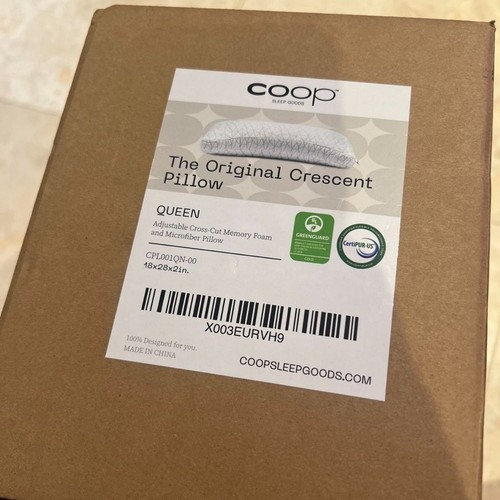 coop
SLEEP GOODS
The Original Crescent
Pillow
QUEEN
Adjustable Cross-Cut Memory Foam
and Microfiber Pillow
GREENGUARD
CertiPUR-US
CPL001QN-00
18x28x2in.
X003EURVH9
100% Designed for you.
MADE IN CHINA
COOPSLEEPGOODS.COM